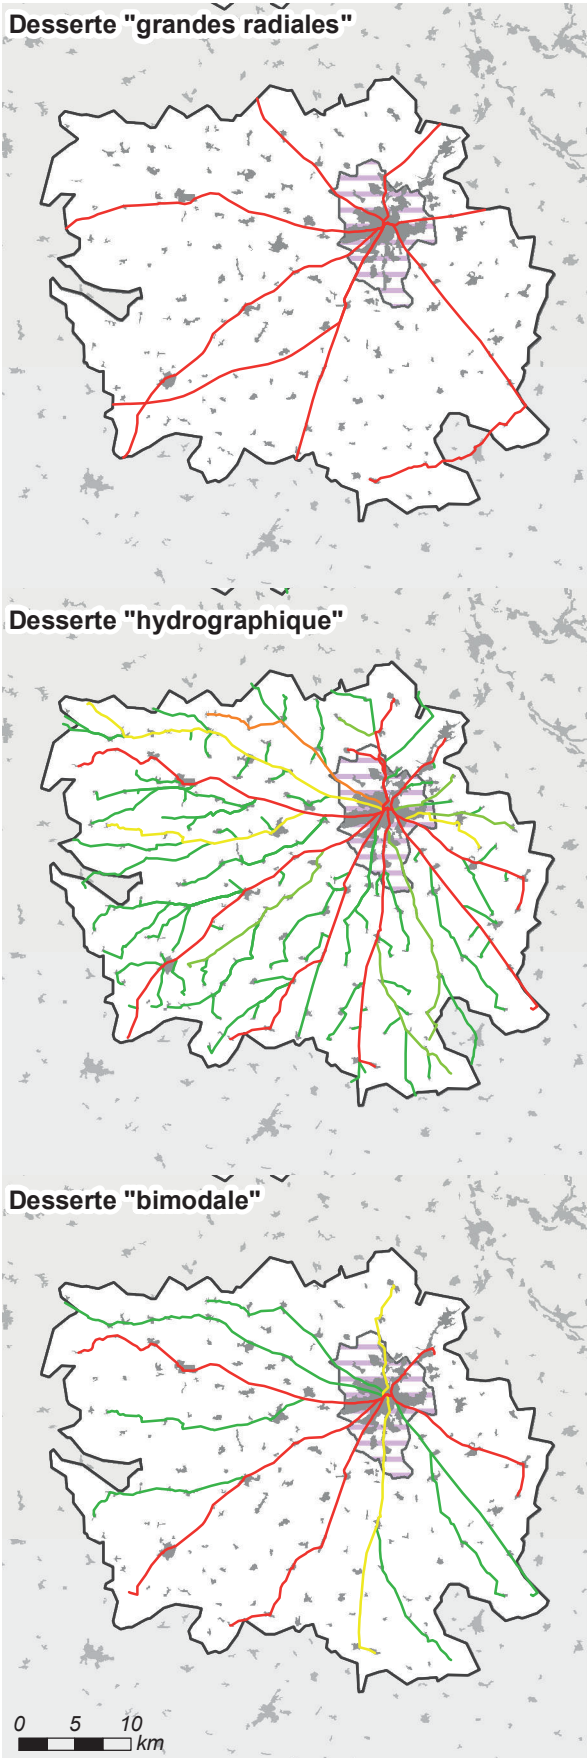 Desserte "grandes radiales"
Desserte "hydrographique"
Desserte "bimodale"
0 5 10
km